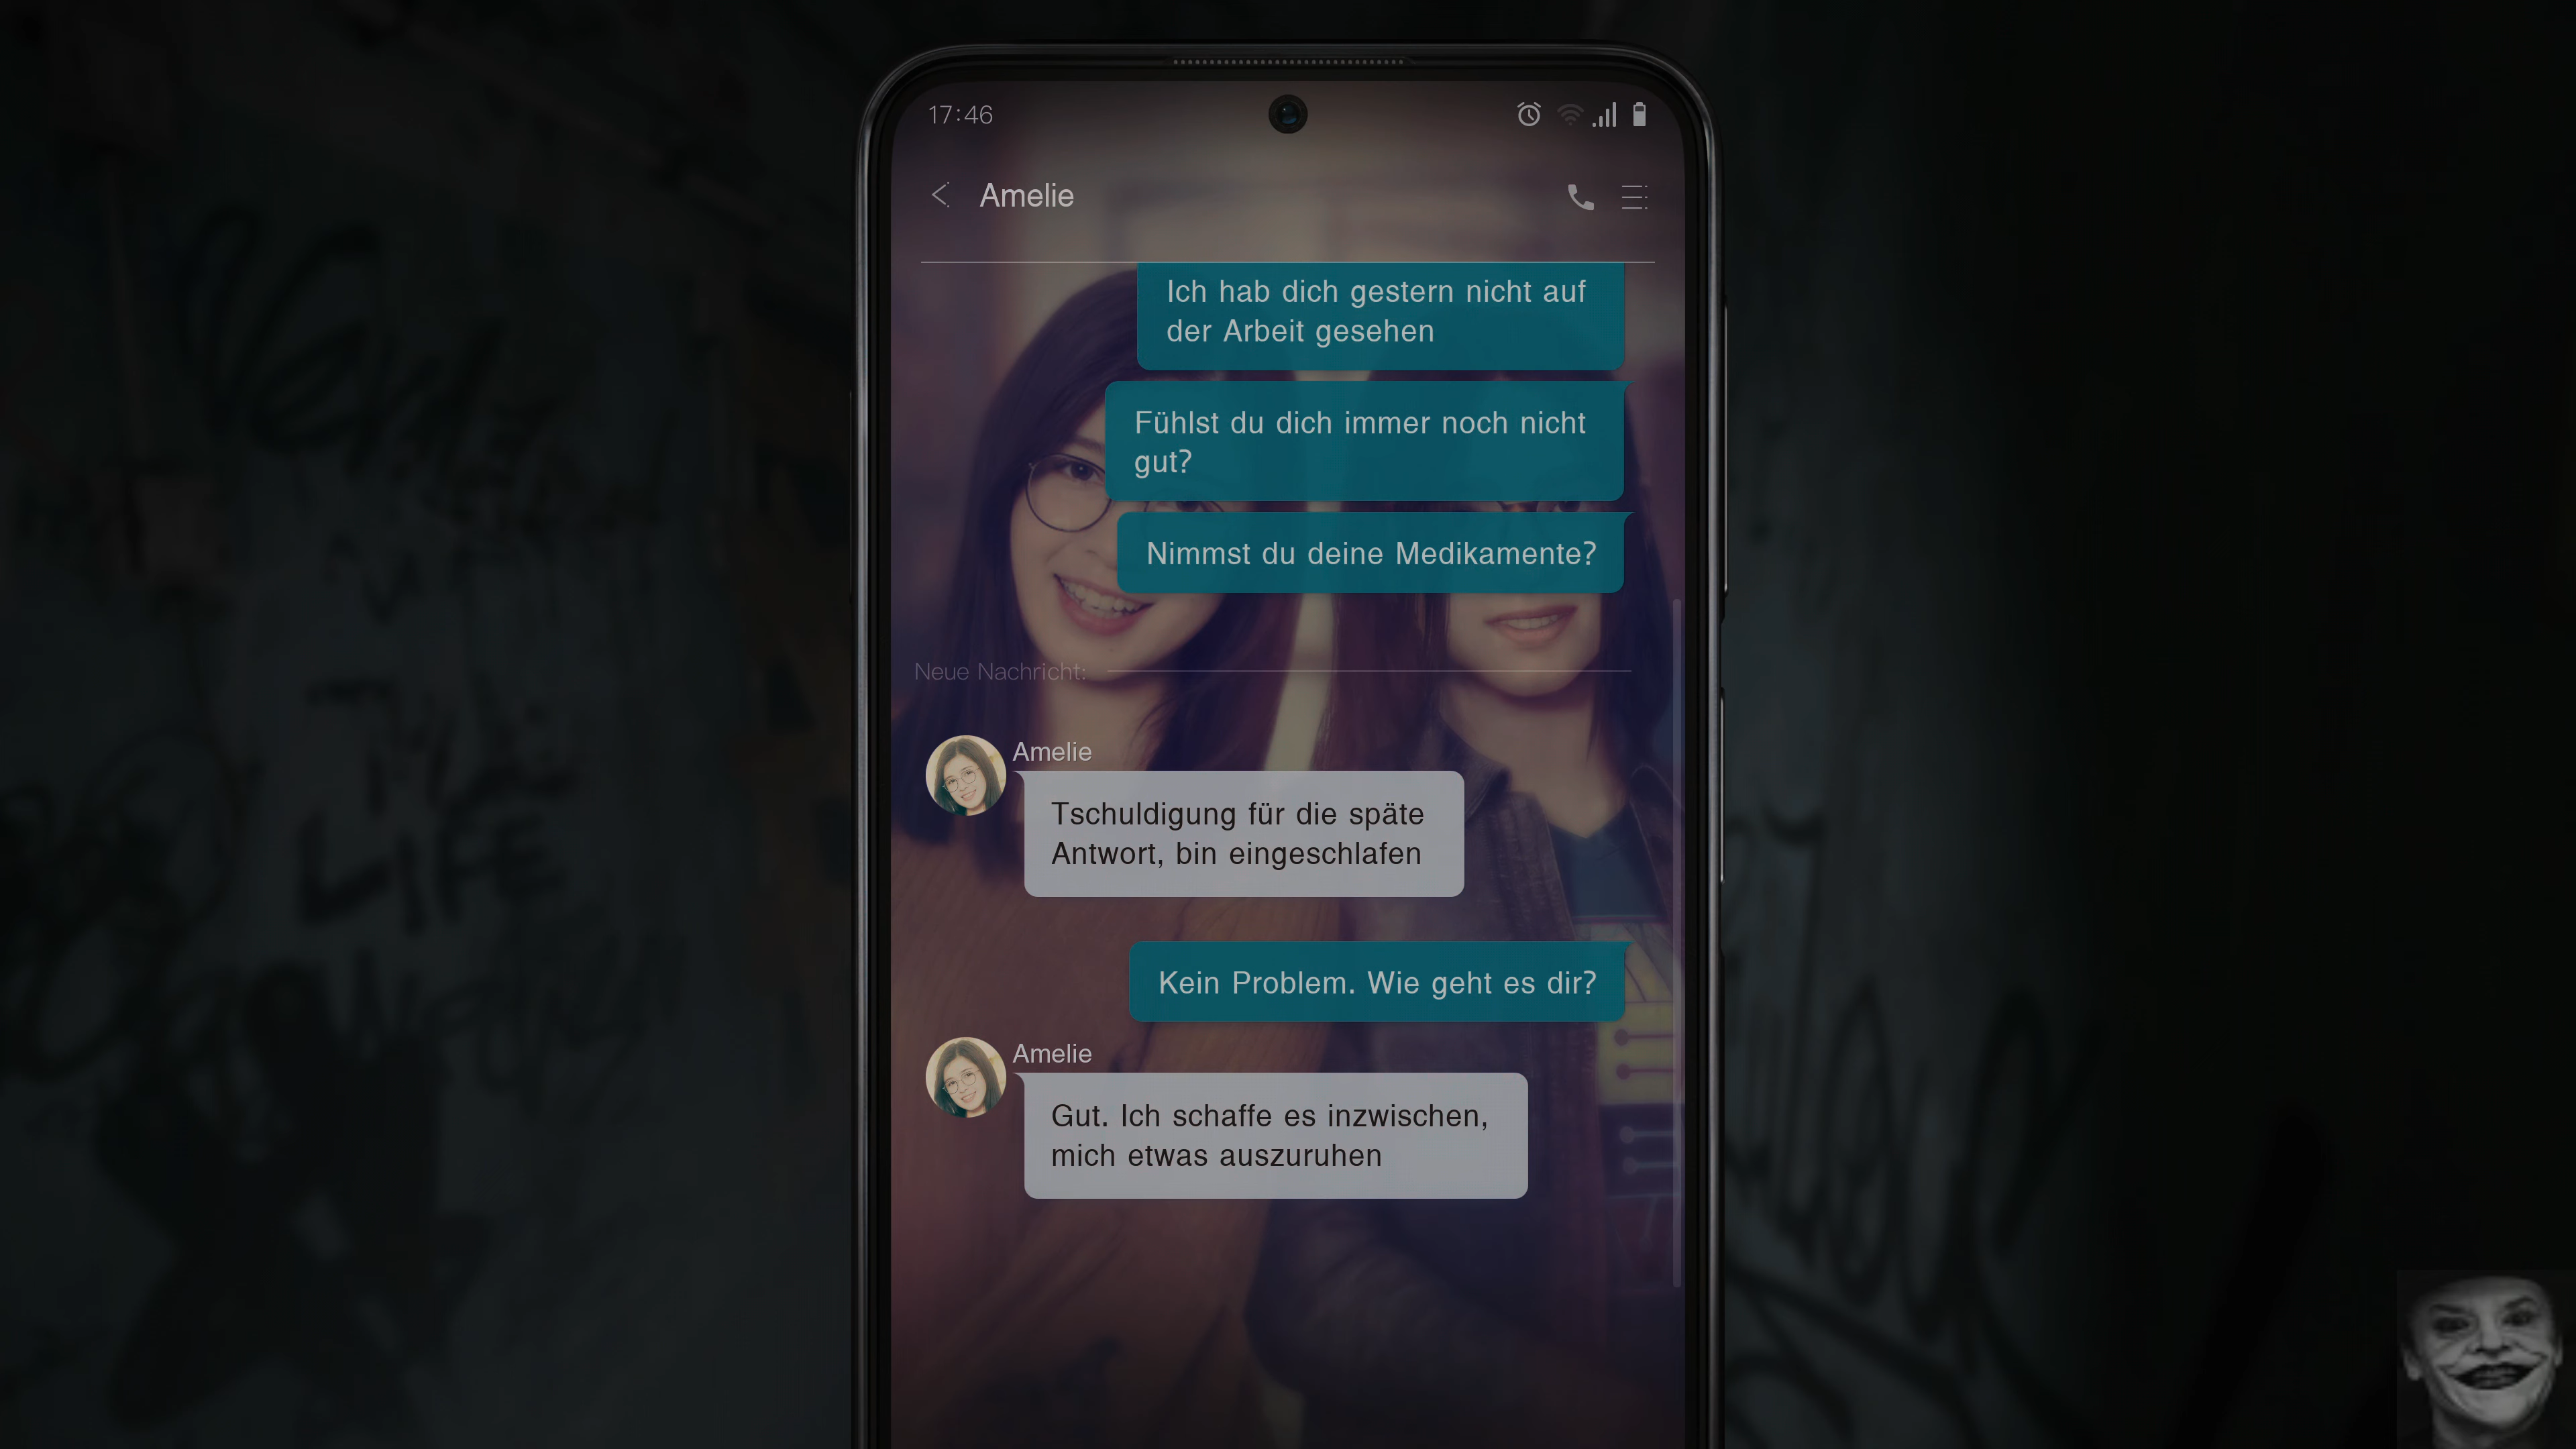 17:46
Amelie
Ich hab dich gestern nicht auf
der Arbeit gesehen
Fühlst du dich immer noch nicht
gut?
Nimmst du deine Medikamente?
Neue Nachricht:
Amelie
Tschuldigung für die späte
Antwort, bin eingeschlafen
Kein Problem. Wie geht es dir?
Amelie
Gut. Ich schaffe es inzwischen,
mich etwas auszuruhen
LIFE